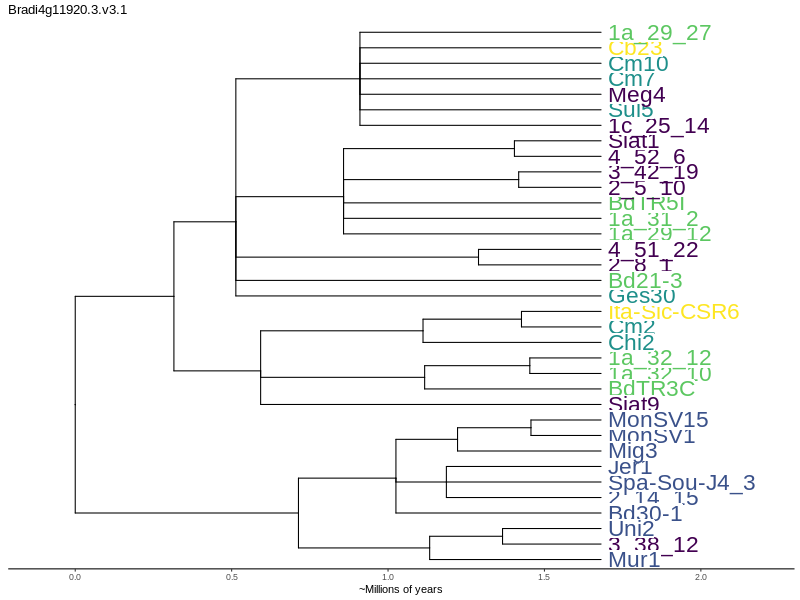 Bradi4g11920.3.v3.1
1a_29_27
Cb23
Cm10
Cm7
Meg4
Sul5
1c_25_14
Siat1
4_52_6
3_42_19
2_5_10
BdTR5I
1a_31_2
1a_29_12
4_51_22
2_8_1
Bd21-3
Ges30
Ita-Sic-CSR6
Cm2
Chi2
1a_32_12
1a_32_10
BdTR3C
Siat9
MonSV15
MonSV1
Mig3
Jer1
Spa-Sou-J4_3
2_14_15
Bd30-1
Uni2
3_38_12
Mur1
0.0 0.5 1.0 1.5 2.0
~Millions of years